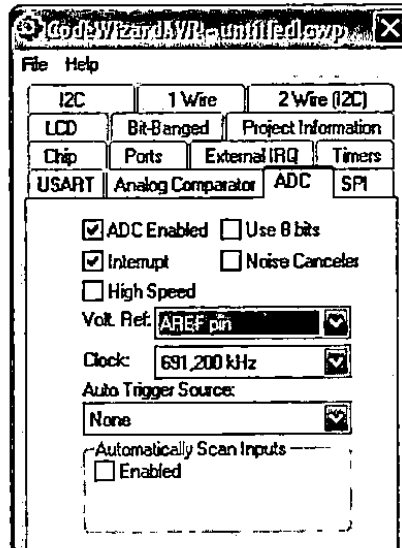 CodeWizardAVR - untitled.cwp
File Help
I2C 1 Wire 2 Wire (I2C)
LCD Bit-Banged Project Information
Chip Ports External IRQ Timers
USART Analog Comparator ADC SPI
ADC Enabled Use 8 bits
Interrupt Noise Canceler
High Speed
Volt. Ref: AREF pin
Clock: 691,200 kHz
Auto Trigger Source:
None
Automatically Scan Inputs
Enabled